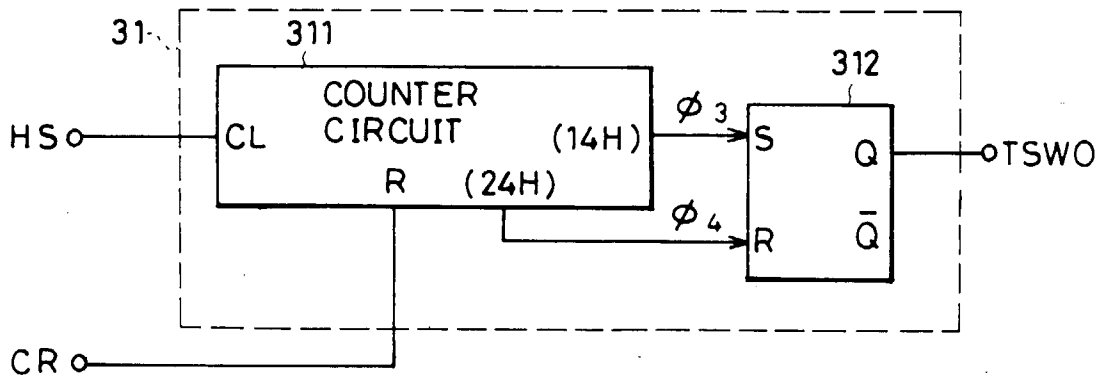 31
311
312
COUNTER
CIRCUIT
HS
CL
(14H)
ϕ3
S
Q
TSWO
R
(24H)
ϕ4
R
Q̄
CR